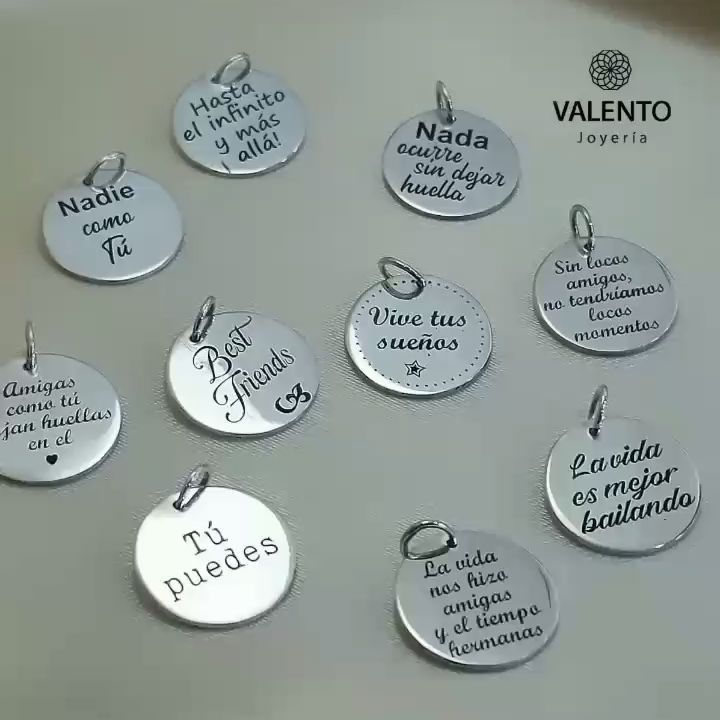 VALENTO
Joyería
Hasta
el infinito
y más
allá!
Nada
ocurre
sin dejar
huella
Nadie
como
Tú
Sin locos
amigos,
no tendríamos
locos
momentos
Vive tus
sueños
Best
Friends
Amigas
como tú
jan huellas
en el
La vida
es mejor
bailando
Tú
puedes
La vida
nos hizo
amigas
y el tiempo
hermanas